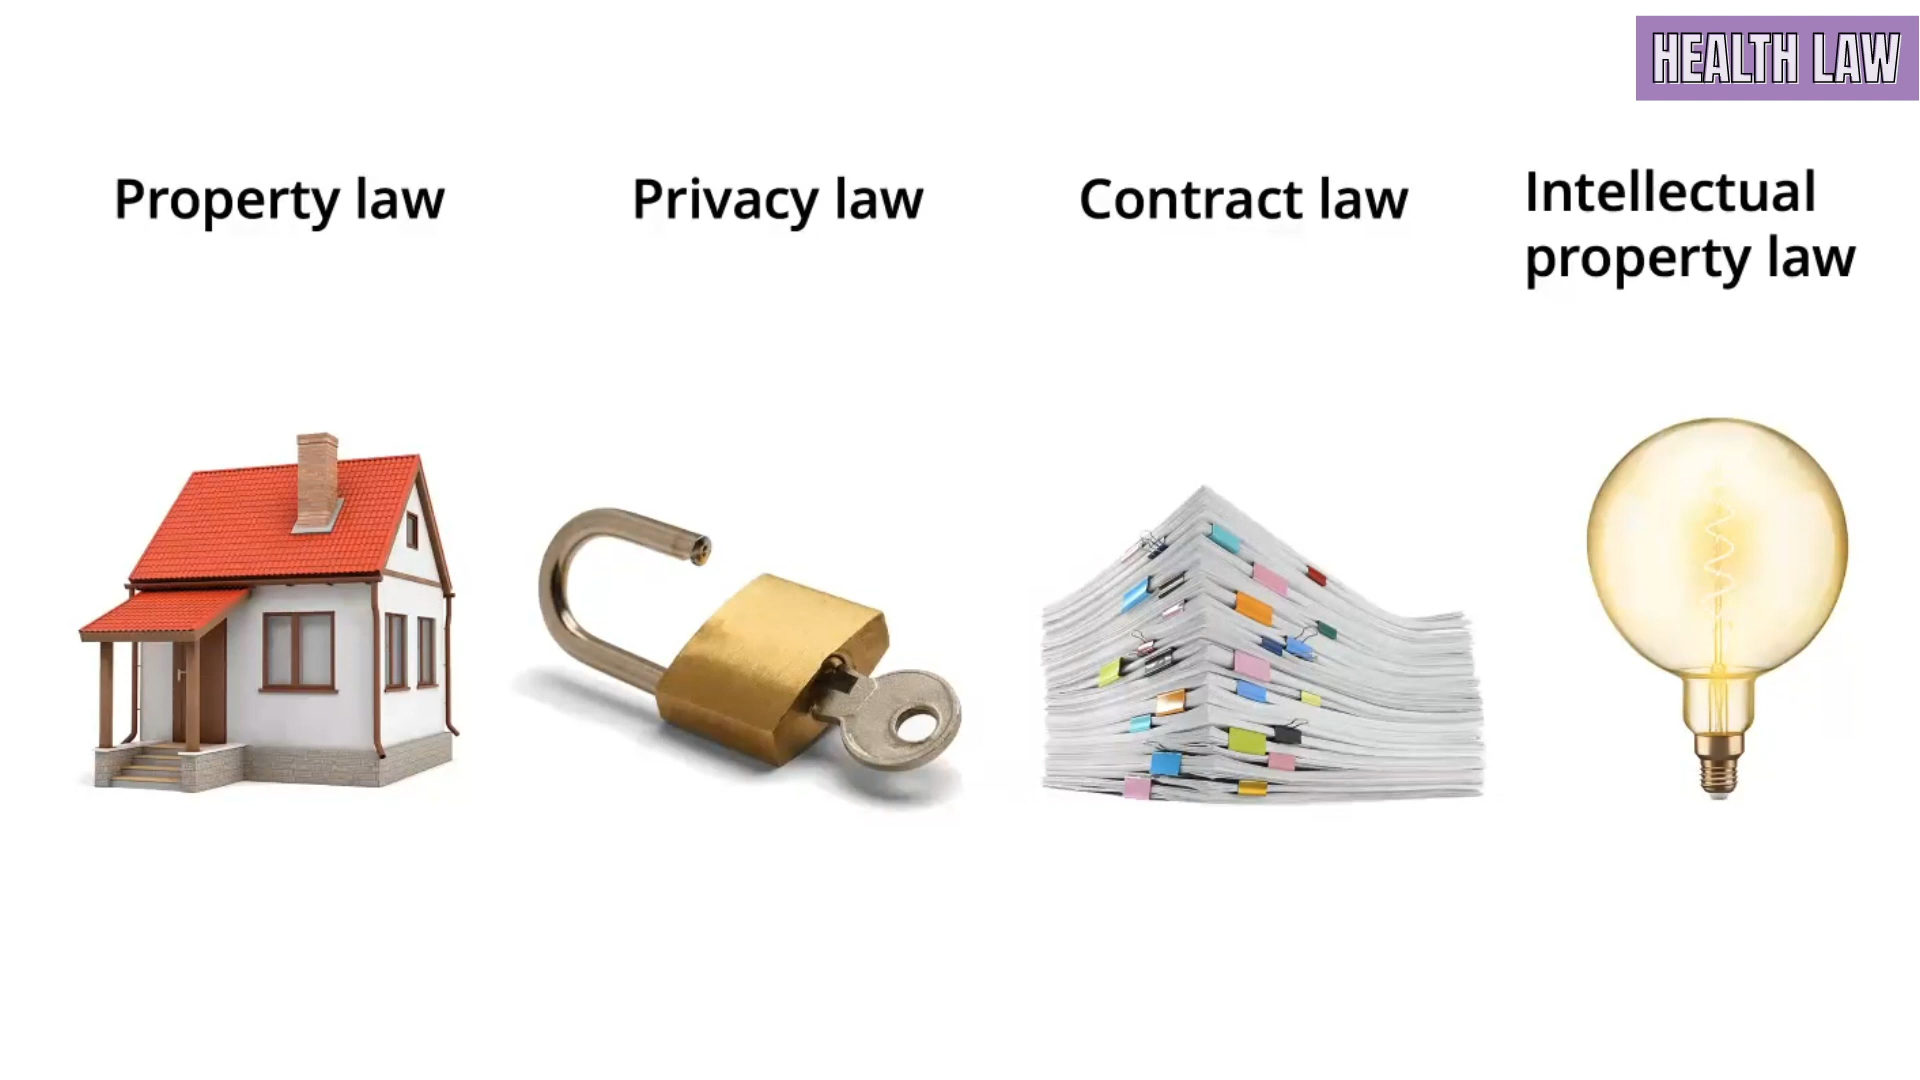 HEALTH LAW
Property law
Privacy law
Contract law
Intellectual
property law